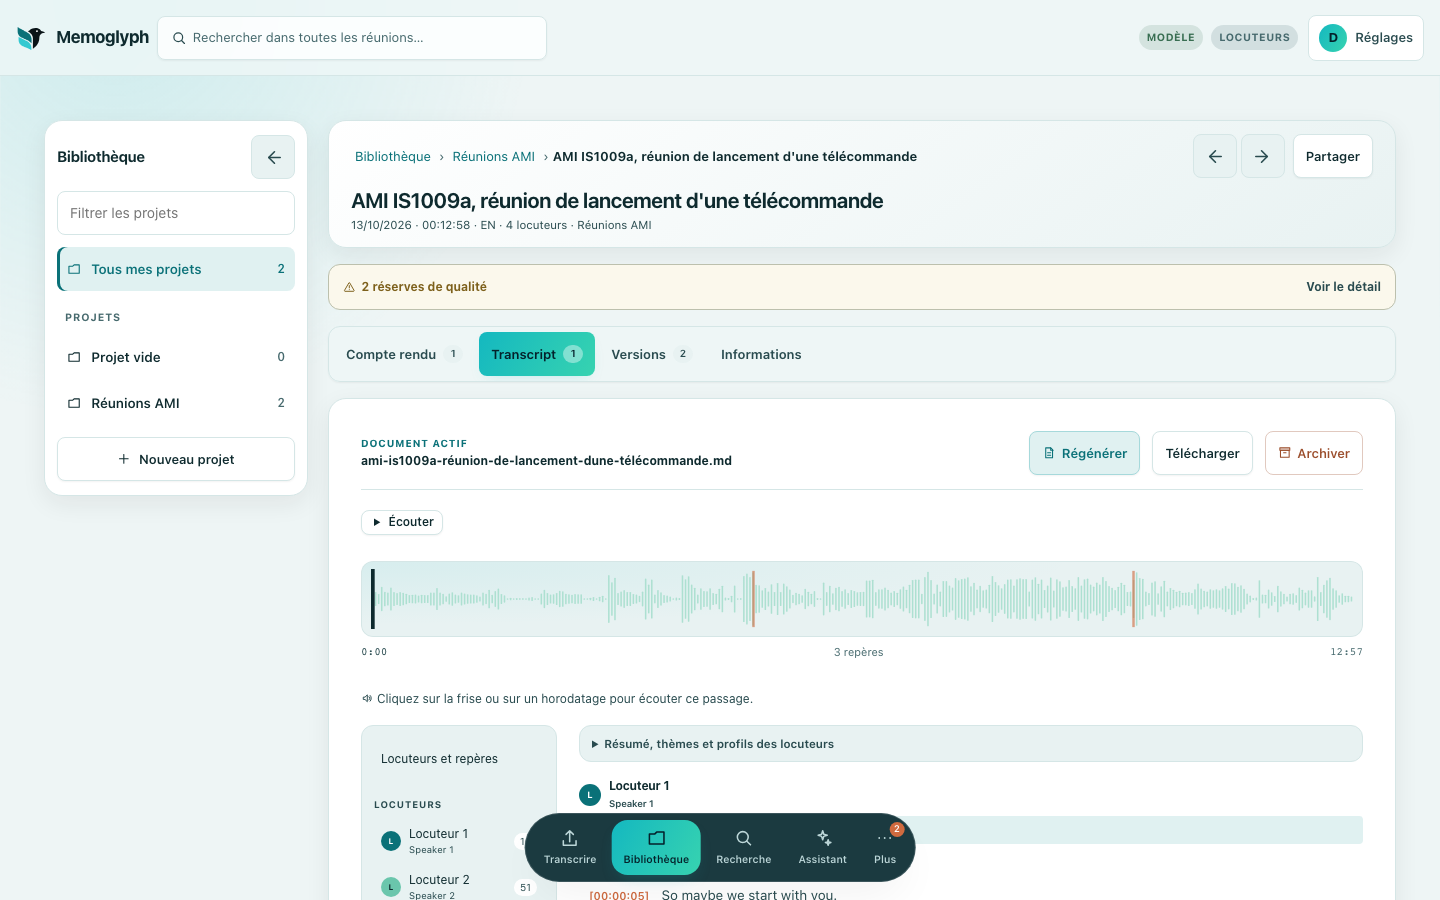 Memoglyph
Rechercher dans toutes les réunions...
MODÈLE
LOCUTEURS
D
Réglages
Bibliothèque
Filtrer les projets
Tous mes projets 2
PROJETS
Projet vide 0
Réunions AMI 2
Nouveau projet
Bibliothèque › Réunions AMI › AMI IS1009a, réunion de lancement d'une télécommande
Partager
AMI IS1009a, réunion de lancement d'une télécommande
13/10/2026 · 00:12:58 · EN · 4 locuteurs · Réunions AMI
2 réserves de qualité
Voir le détail
Compte rendu 1
Transcript 1
Versions 2
Informations
DOCUMENT ACTIF
ami-is1009a-réunion-de-lancement-dune-télécommande.md
Régénérer
Télécharger
Archiver
Écouter
0:00
3 repères
12:57
Cliquez sur la frise ou sur un horodatage pour écouter ce passage.
Locuteurs et repères
LOCUTEURS
L
Locuteur 1
Speaker 1
L
Locuteur 2
Speaker 2
51
Résumé, thèmes et profils des locuteurs
L
Locuteur 1
Speaker 1
[00:00:05] So maybe we start with you.
Transcrire
Bibliothèque
Recherche
Assistant
2
Plus